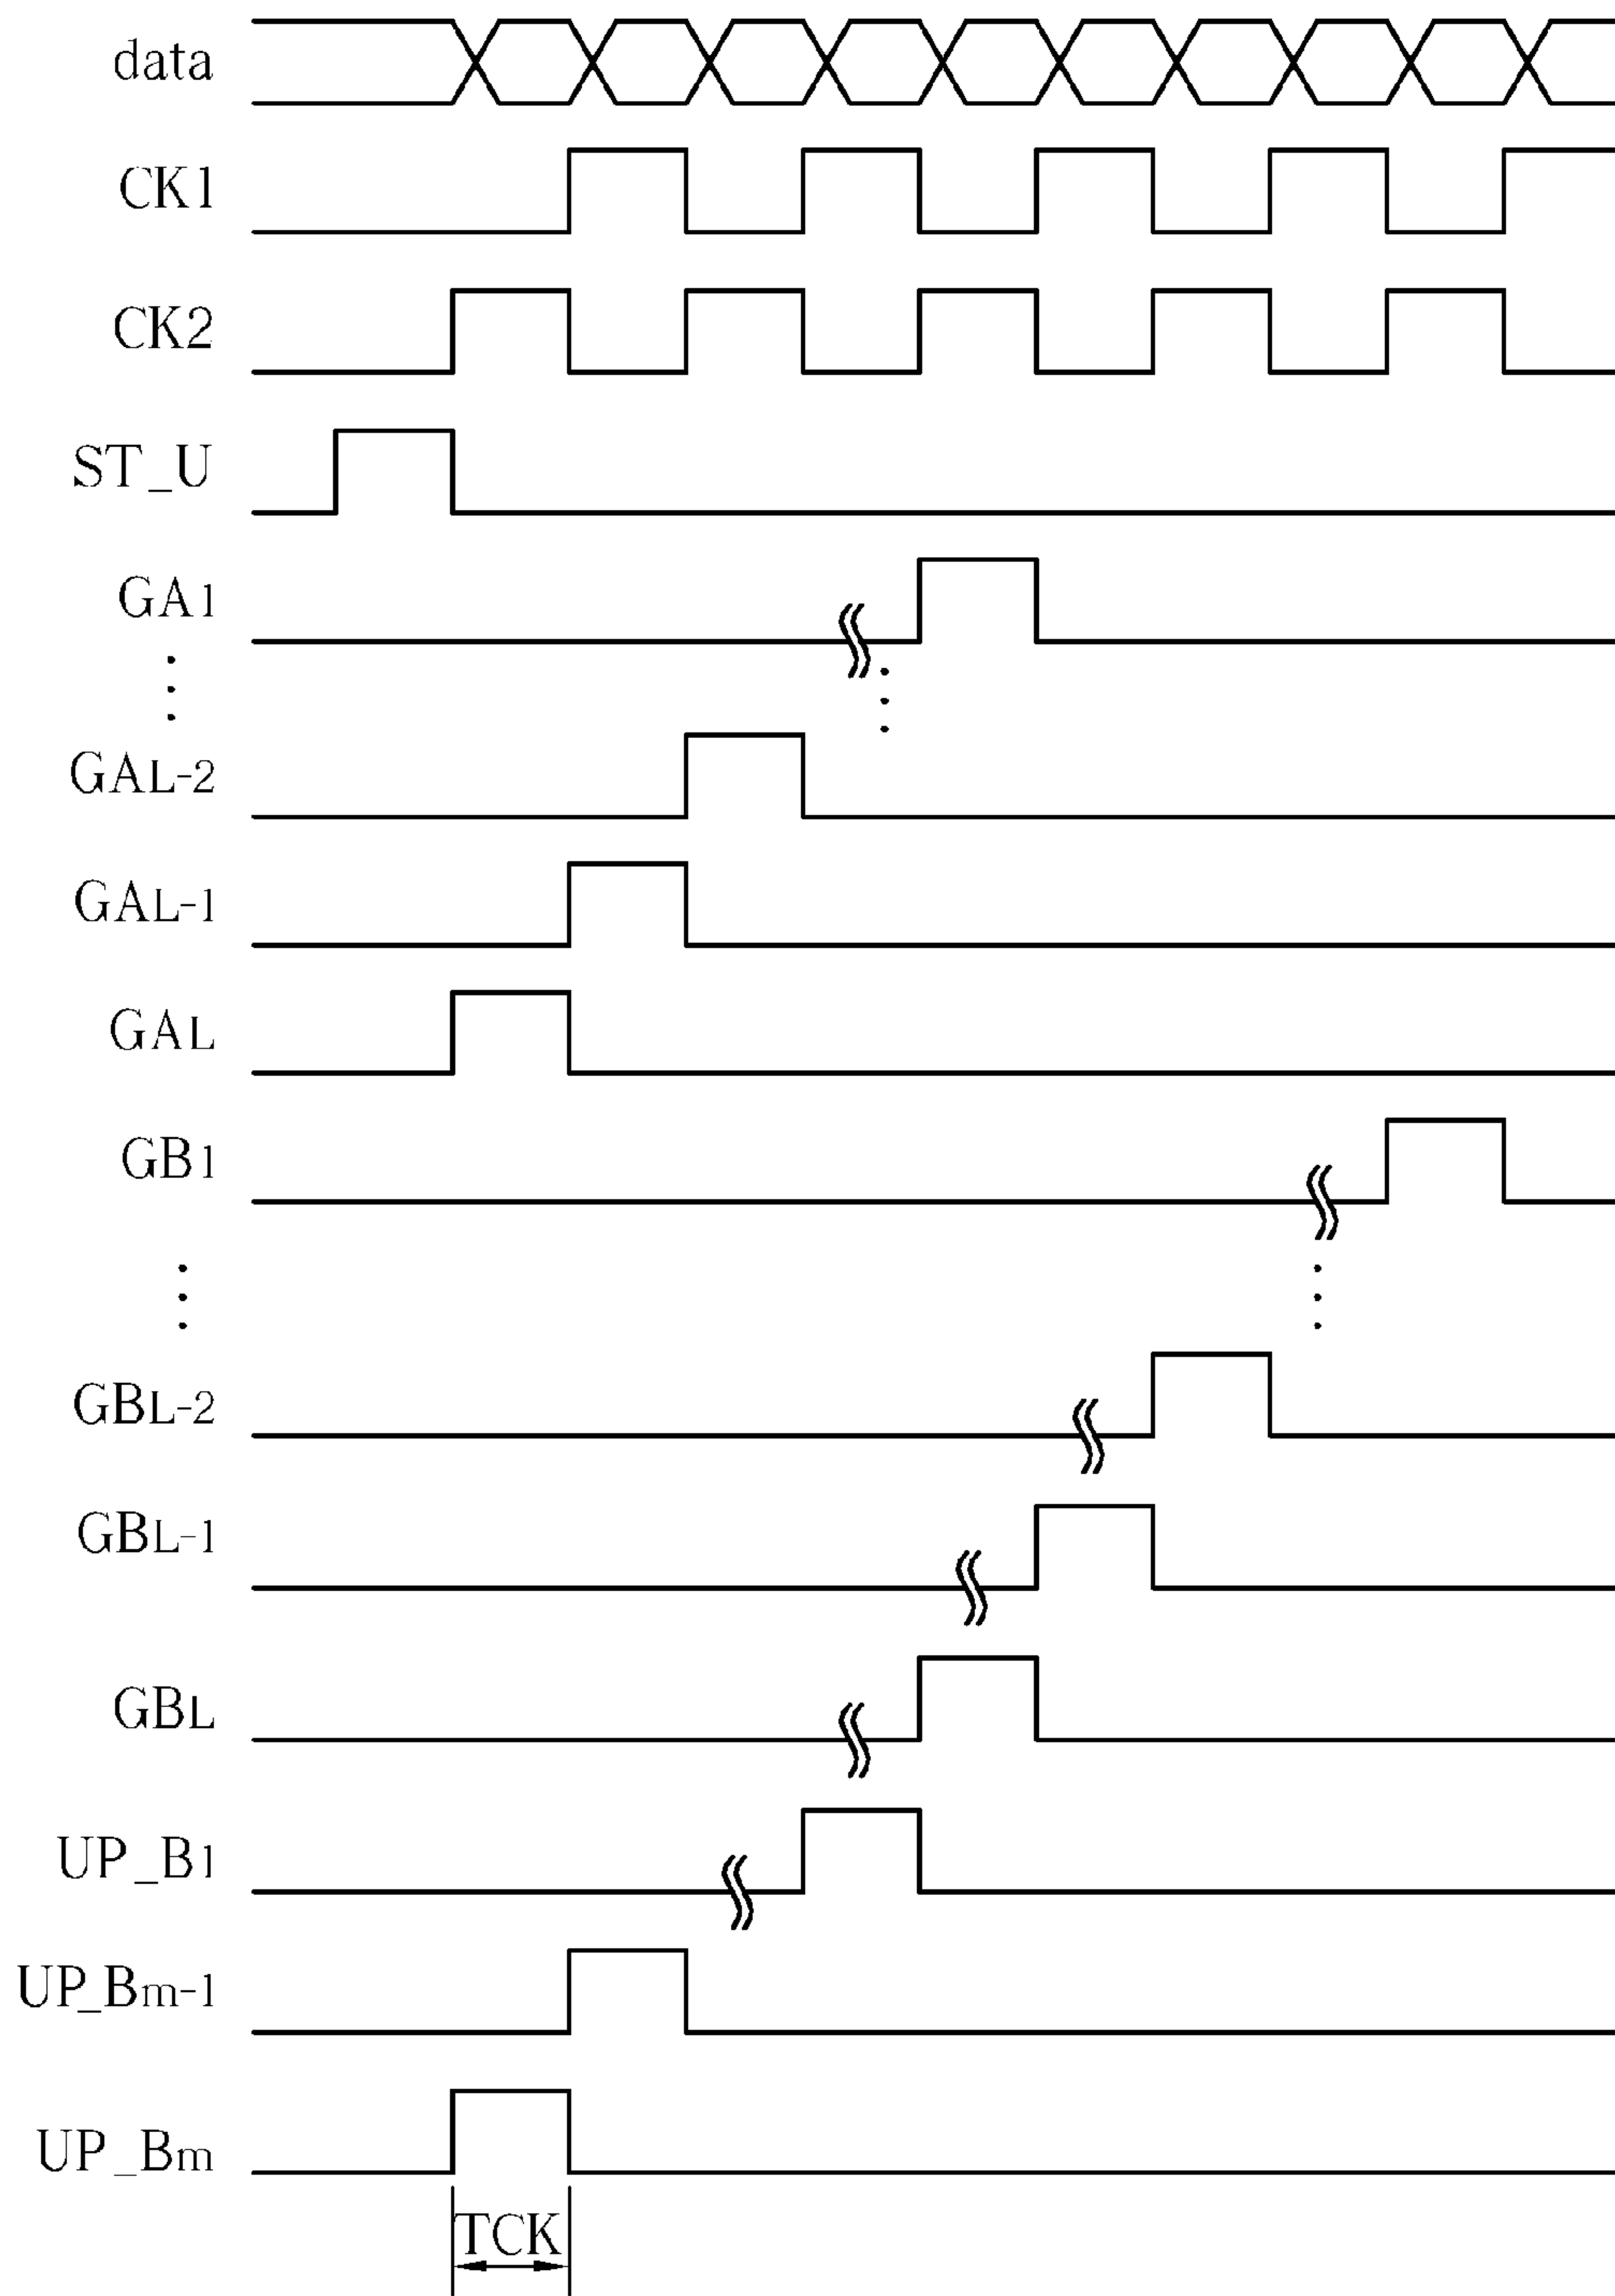 data
CK1
CK2
ST_U
GA1
GAL-2
GAL-1
GAL
GB1
GBL-2
GBL-1
GBL
UP_B1
UP_Bm-1
UP_Bm
TCK